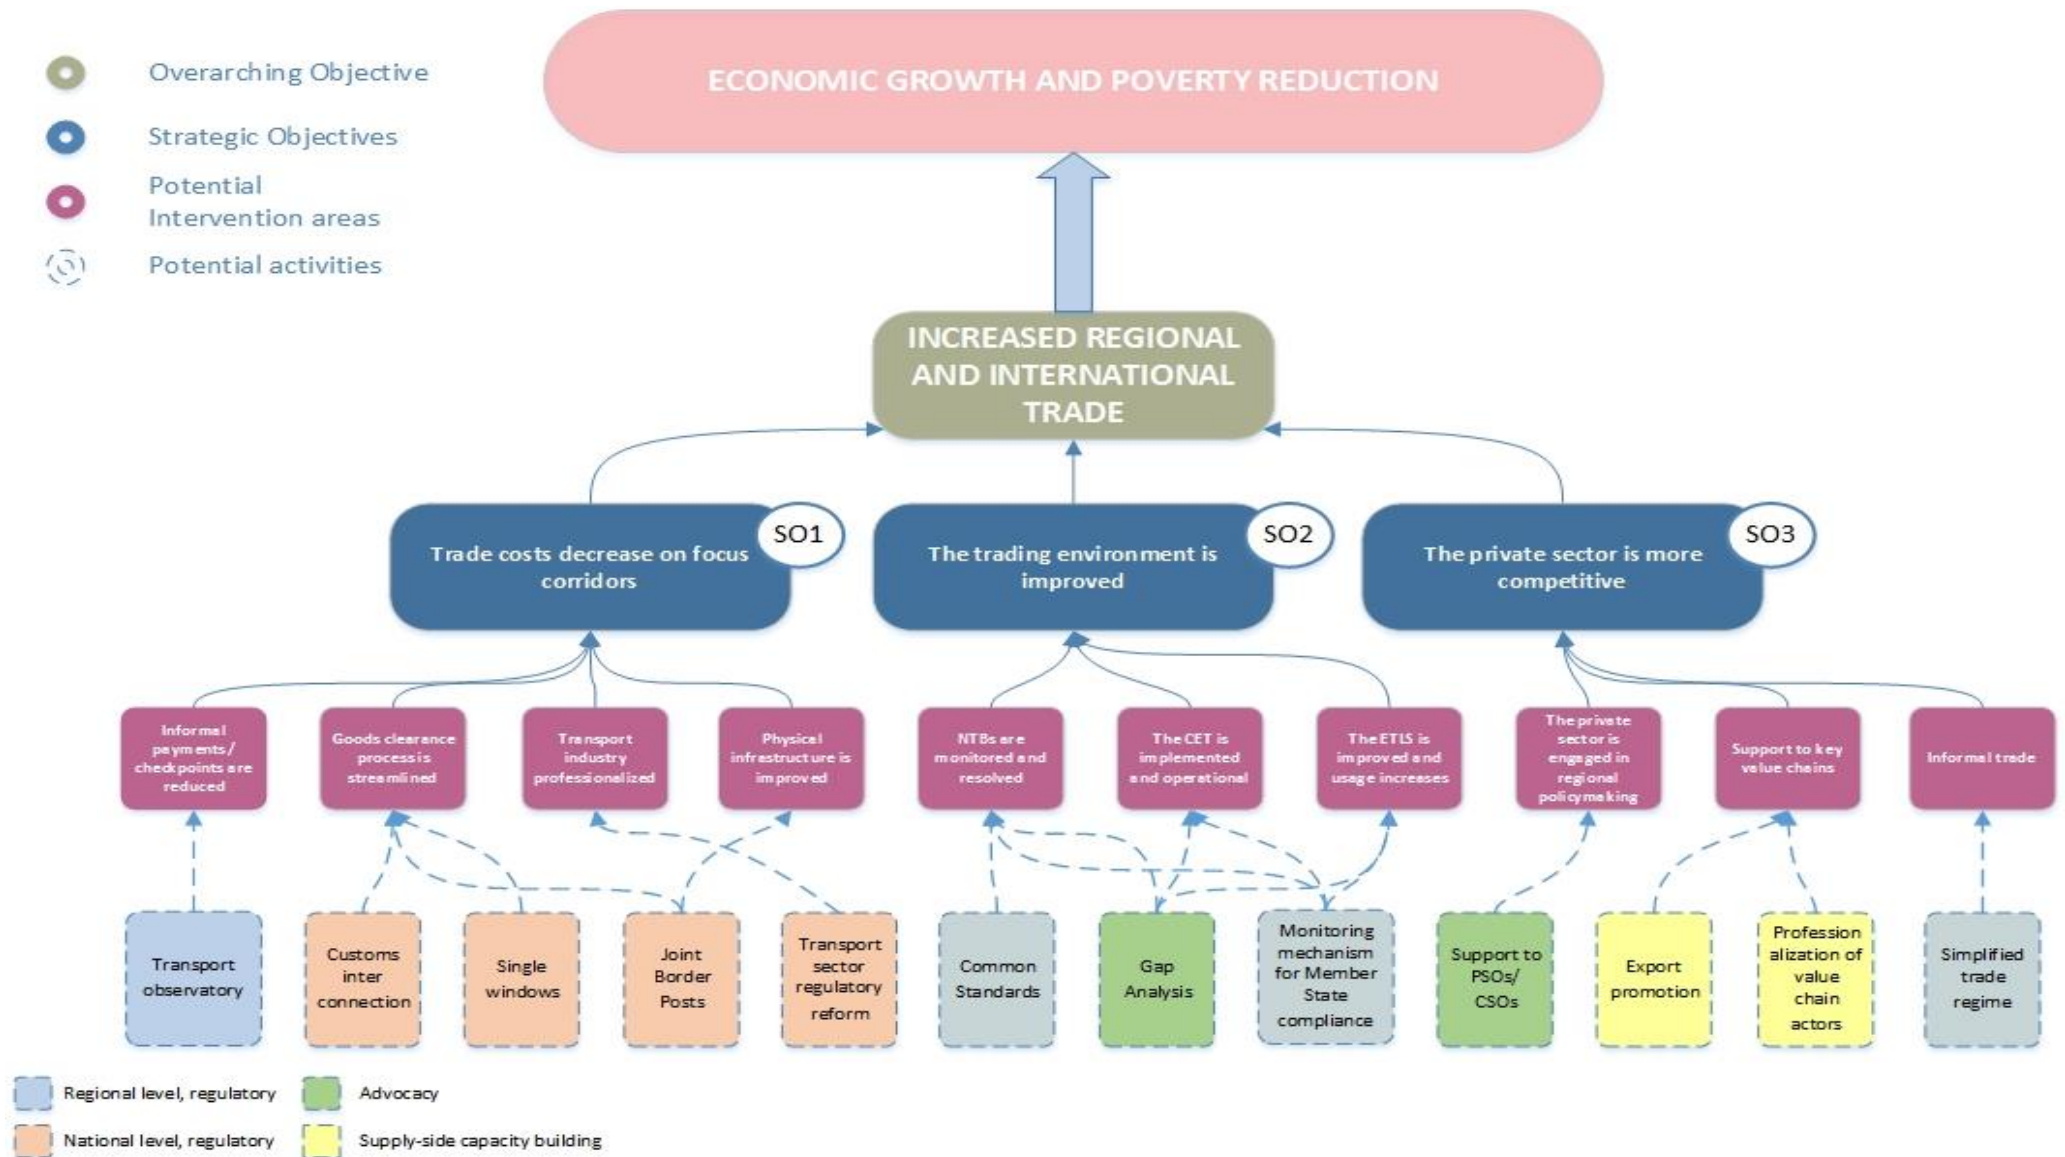 Overarching Objective
Strategic Objectives
Potential
Intervention areas
Potential activities
ECONOMIC GROWTH AND POVERTY REDUCTION
INCREASED REGIONAL
AND INTERNATIONAL
TRADE
SO1
Trade costs decrease on focus
corridors
SO2
The trading environment is
improved
SO3
The private sector is more
competitive
Informal
payments/
checkpoints are
reduced
Goods clearance
process is
streamlined
Transport
industry
professionalized
Physical
infrastructure is
improved
NTBs are
monitored and
resolved
The CET is
implemented
and operational
The ETLS is
improved and
usage increases
The private
sector is
engaged in
regional
policymaking
Support to key
value chains
Informal trade
Transport
observatory
Customs
inter
connection
Single
windows
Joint
Border
Posts
Transport
sector
regulatory
reform
Common
Standards
Gap
Analysis
Monitoring
mechanism
for Member
State
compliance
Support to
PSOs/
CSOs
Export
promotion
Profession
alization of
value
chain
actors
Simplified
trade
regime
Regional level, regulatory
Advocacy
National level, regulatory
Supply-side capacity building